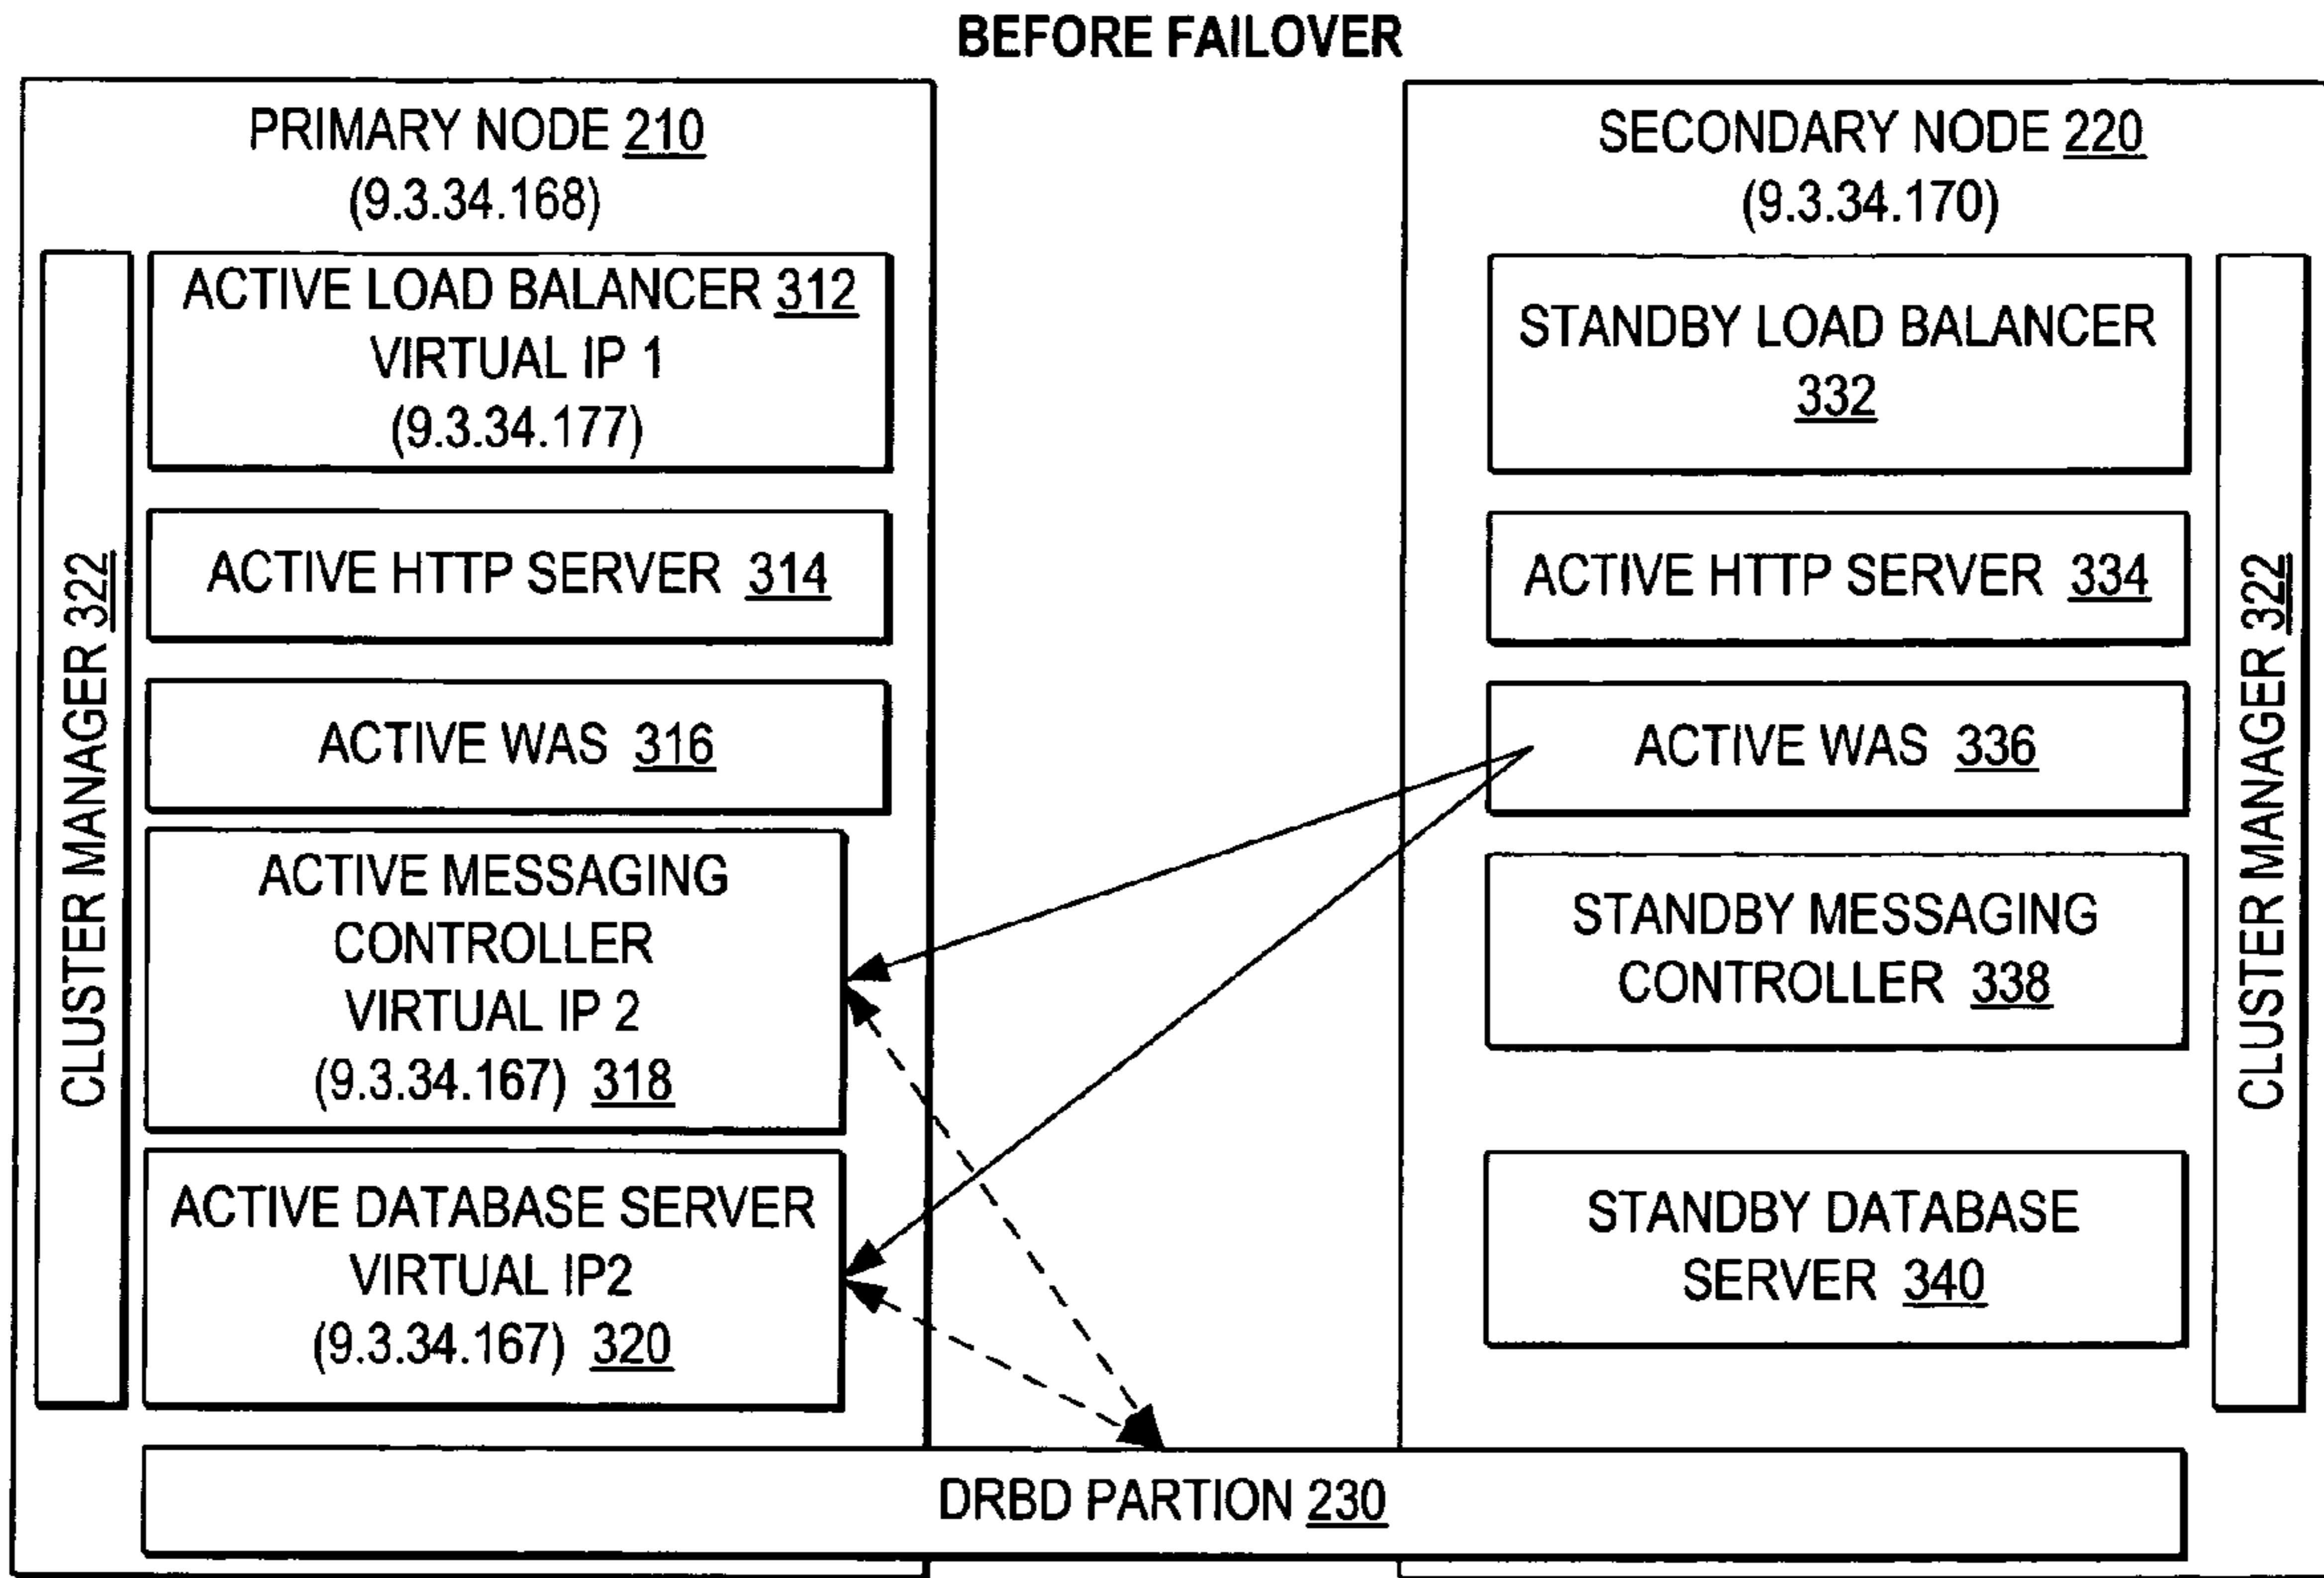 BEFORE FAILOVER
PRIMARY NODE 210
(9.3.34.168)
CLUSTER MANAGER 322
ACTIVE LOAD BALANCER 312
VIRTUAL IP 1
(9.3.34.177)
ACTIVE HTTP SERVER 314
ACTIVE WAS 316
ACTIVE MESSAGING
CONTROLLER
VIRTUAL IP 2
(9.3.34.167) 318
ACTIVE DATABASE SERVER
VIRTUAL IP2
(9.3.34.167) 320
SECONDARY NODE 220
(9.3.34.170)
STANDBY LOAD BALANCER
332
ACTIVE HTTP SERVER 334
ACTIVE WAS 336
STANDBY MESSAGING
CONTROLLER 338
STANDBY DATABASE
SERVER 340
CLUSTER MANAGER 322
DRBD PARTION 230